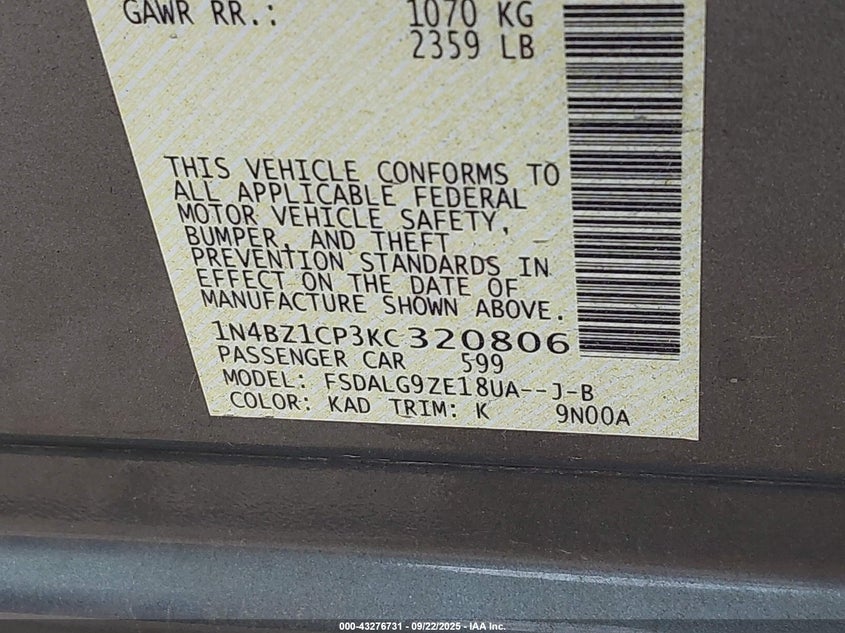 GAWR RR.: 1070 KG
2359 LB
THIS VEHICLE CONFORMS TO
ALL APPLICABLE FEDERAL
MOTOR VEHICLE SAFETY,
BUMPER, AND THEFT
PREVENTION STANDARDS IN
EFFECT ON THE DATE OF
MANUFACTURE SHOWN ABOVE.
1N4BZ1CP3KC320806
PASSENGER CAR 599
MODEL: FSDALG9ZE18UA--J-B
COLOR: KAD TRIM: K 9N00A
000-43276731 - 09/22/2025 - IAA Inc.